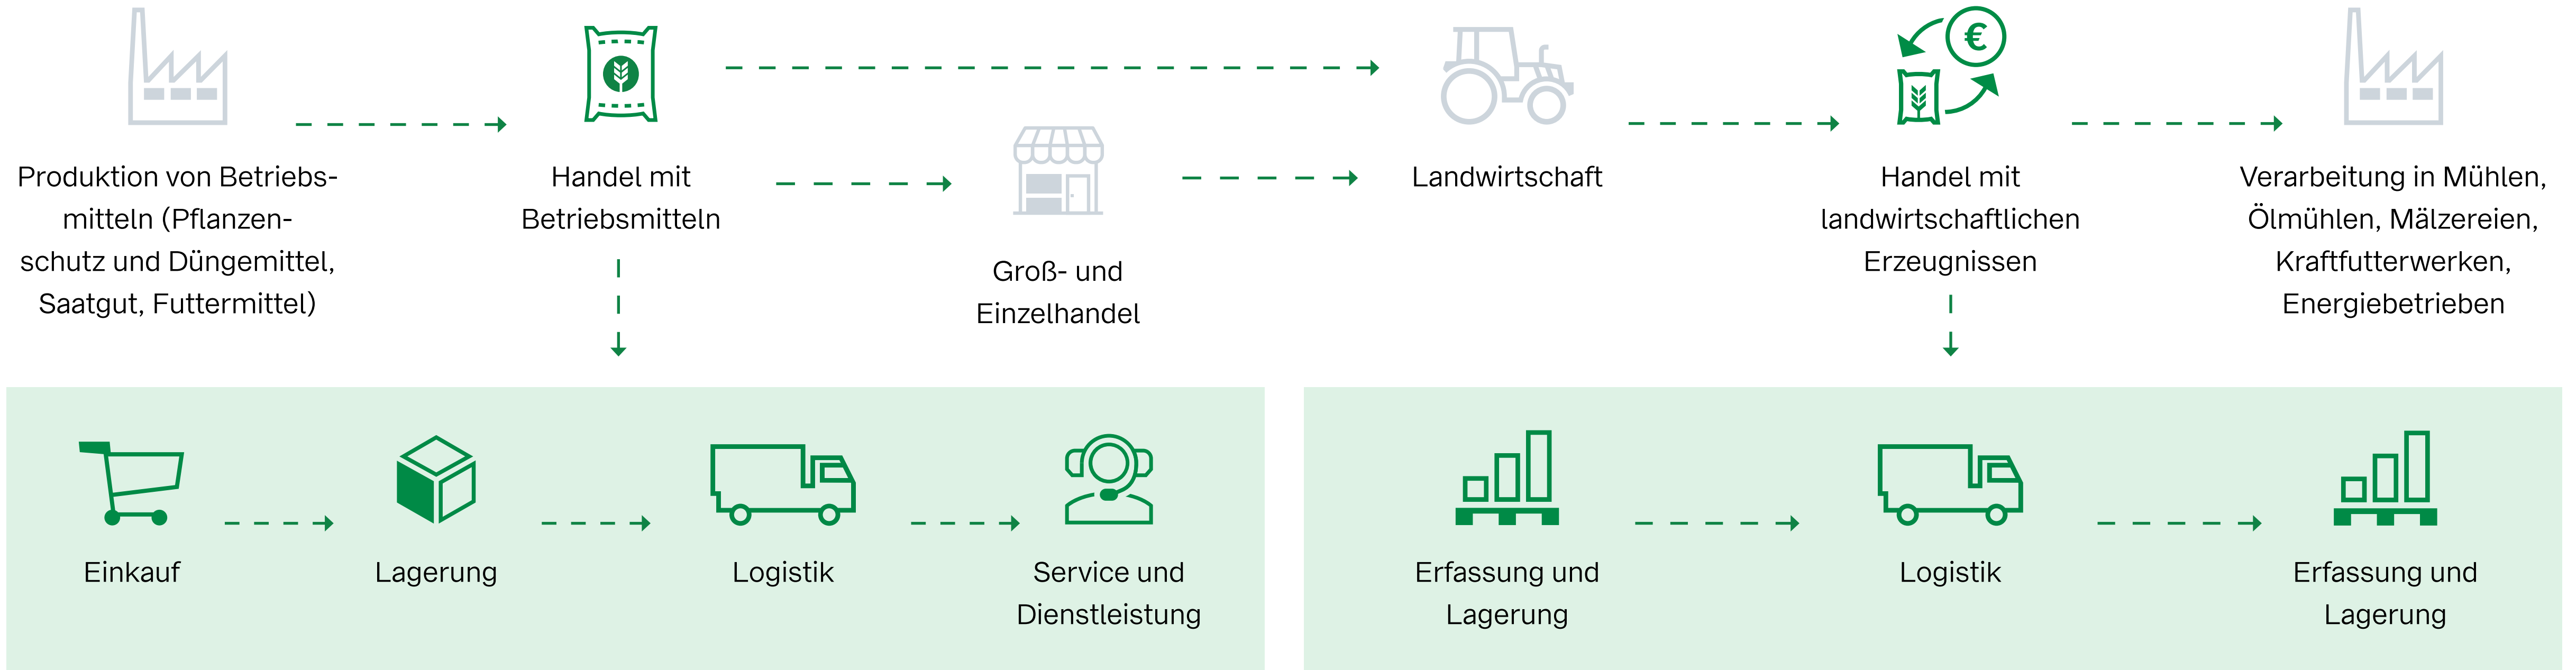 €
Produktion von Betriebs-
mitteln (Pflanzen-
schutz und Düngemittel,
Saatgut, Futtermittel)
Handel mit
Betriebsmitteln
Groß- und
Einzelhandel
Landwirtschaft
Handel mit
landwirtschaftlichen
Erzeugnissen
Verarbeitung in Mühlen,
Ölmühlen, Mälzereien,
Kraftfutterwerken,
Energiebetrieben
Einkauf
Lagerung
Logistik
Service und
Dienstleistung
Erfassung und
Lagerung
Logistik
Erfassung und
Lagerung